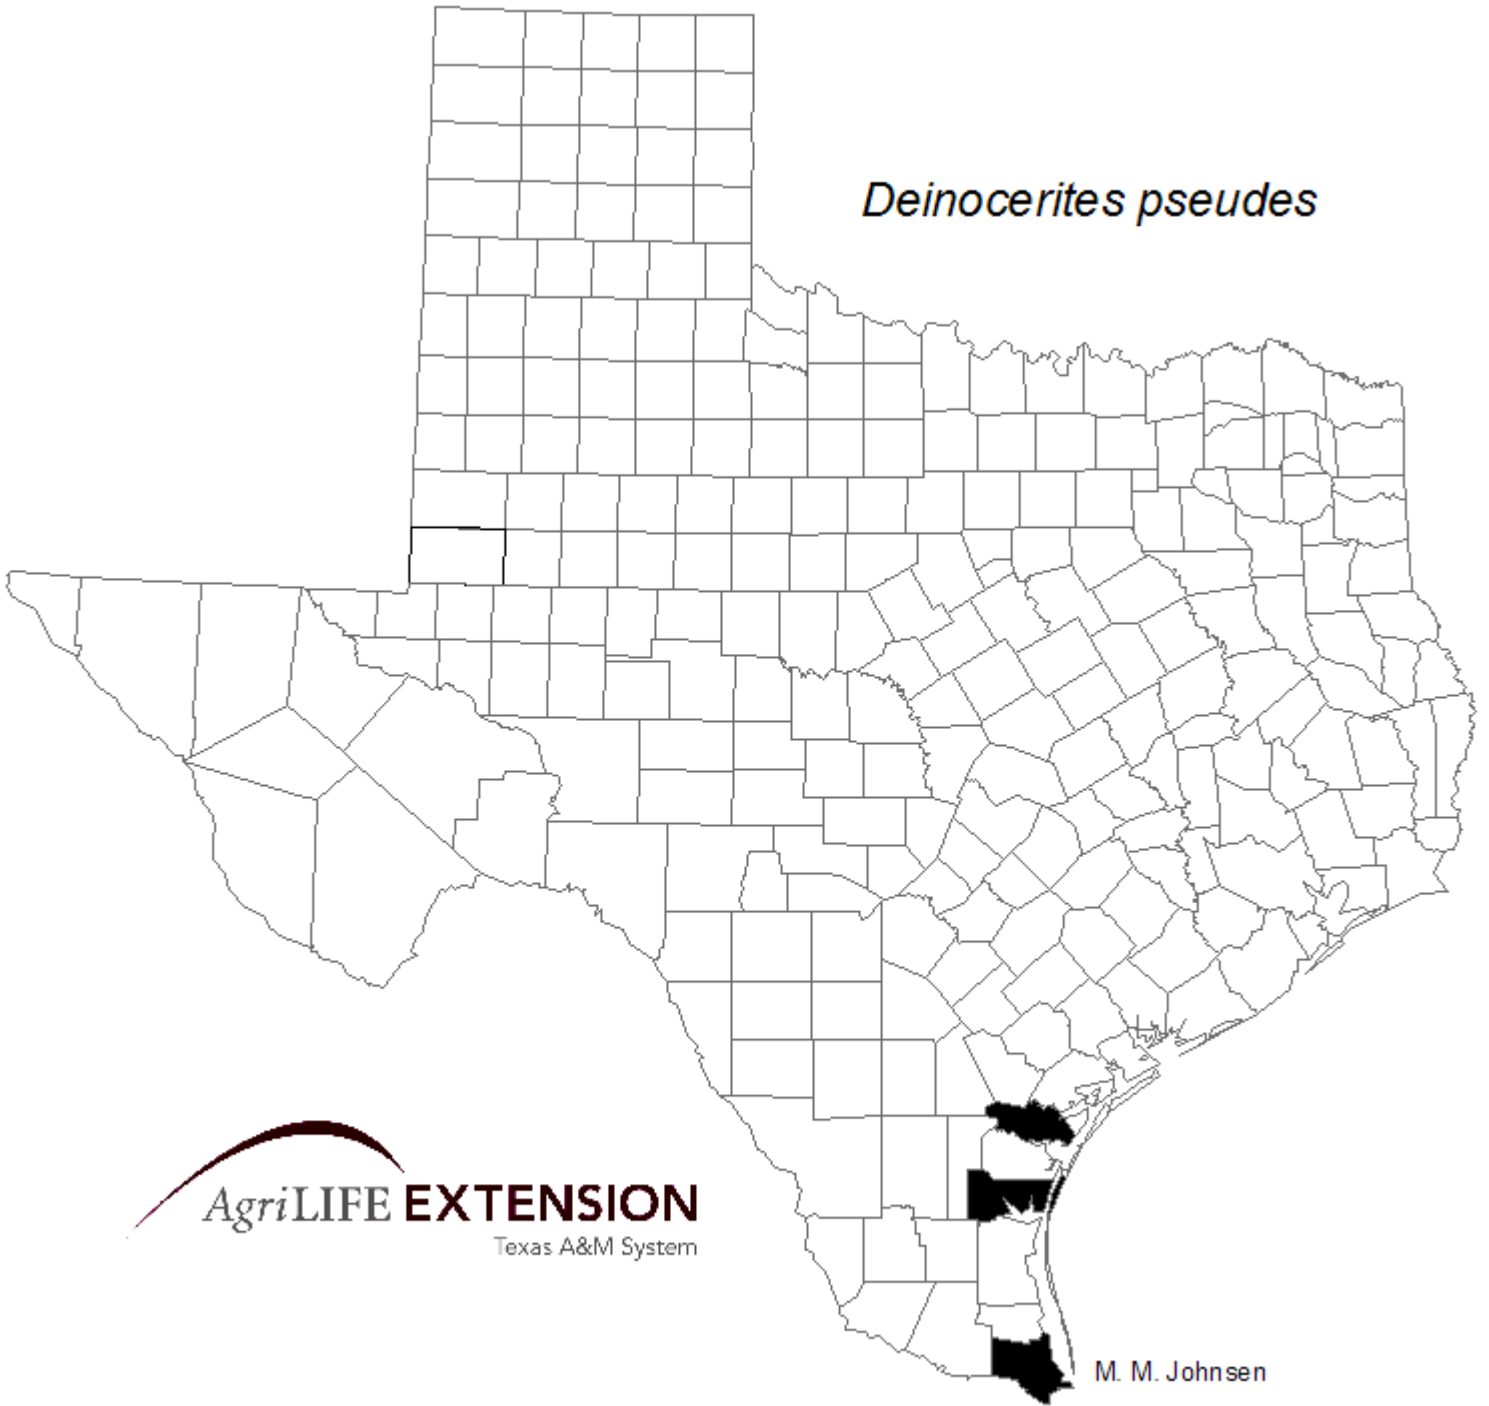 Deinocerites pseudes
AgriLIFE EXTENSION
Texas A&M System
M. M. Johnsen